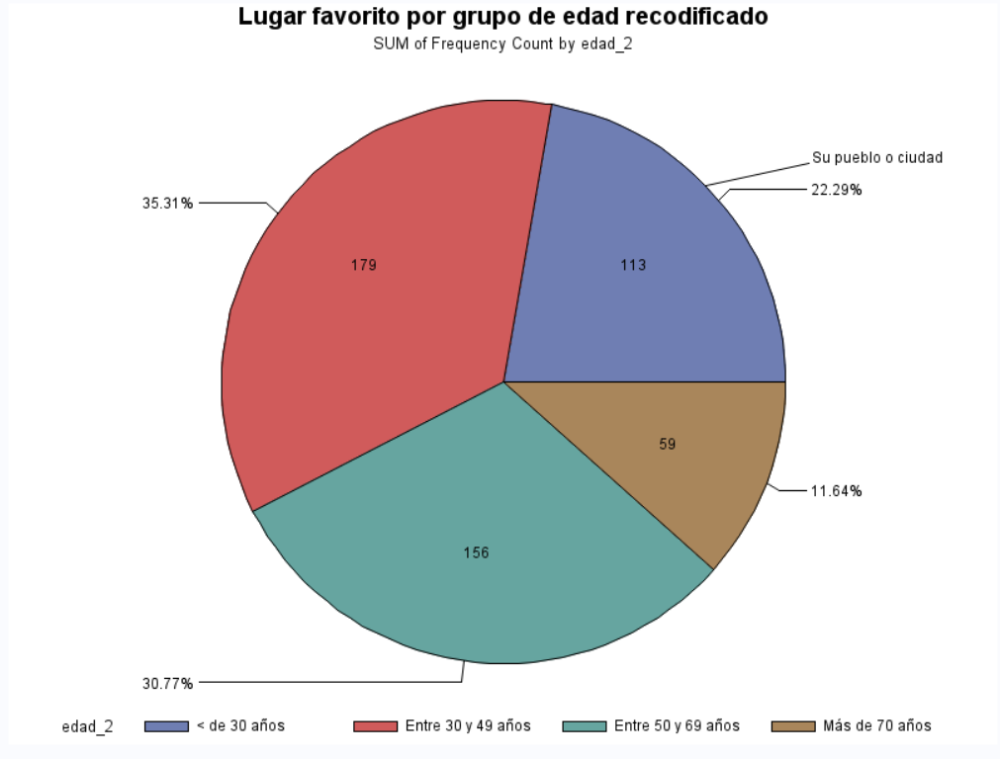 Lugar favorito por grupo de edad recodificado
SUM of Frequency Count by edad_2
Su pueblo o ciudad
22.29%
35.31%
179
113
59
11.64%
156
30.77%
edad_2 < de 30 años Entre 30 y 49 años Entre 50 y 69 años Más de 70 años